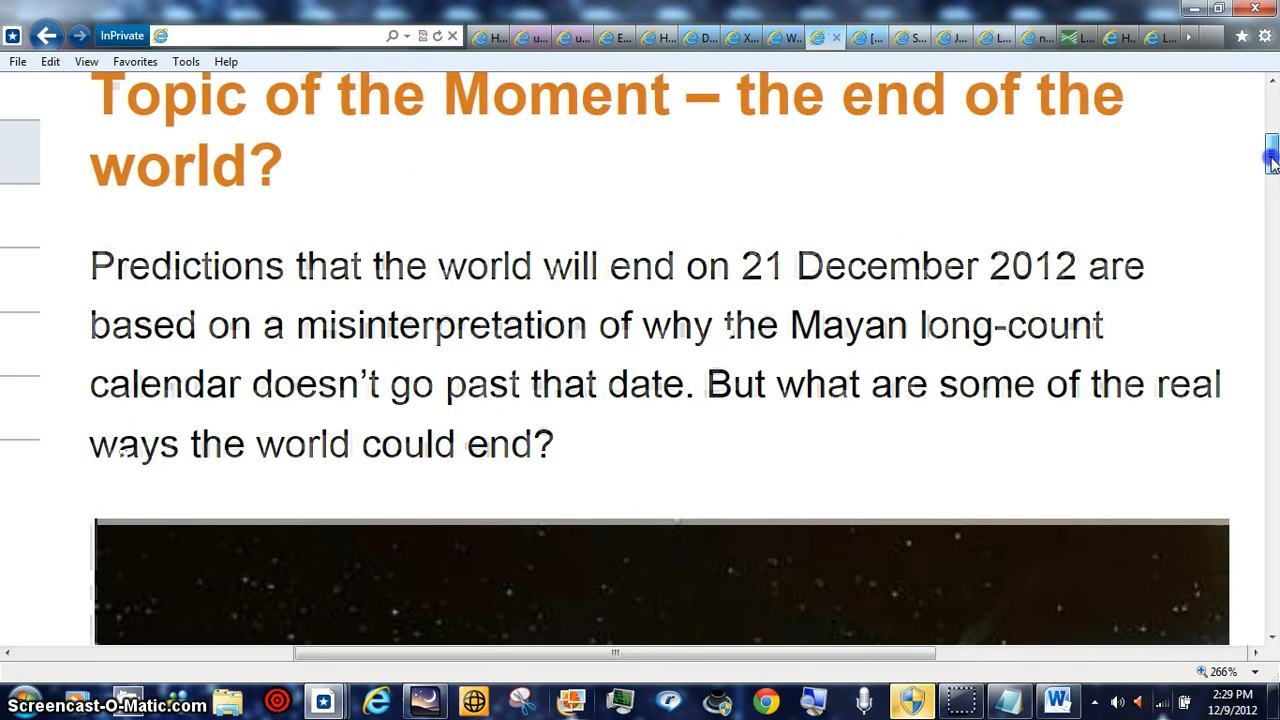 InPrivate
H... u... u... E... H... D... X... W... [... S... J... L... n... L... H... L...
File Edit View Favorites Tools Help
Topic of the Moment – the end of the
world?
Predictions that the world will end on 21 December 2012 are
based on a misinterpretation of why the Mayan long-count
calendar doesn't go past that date. But what are some of the real
ways the world could end?
266%
Screencast-O-Matic.com
2:29 PM
12/9/2012